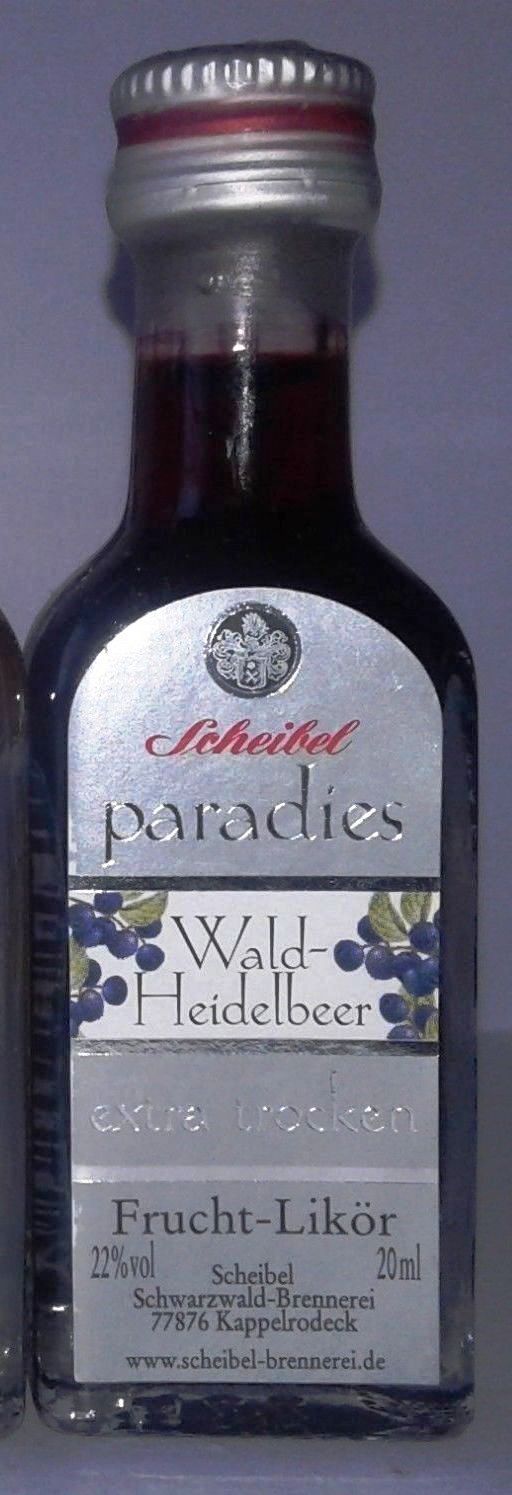 Scheibel
paradies
Wald-
Heidelbeer
extra trocken
Frucht-Likör
22%vol 20ml
Scheibel
Schwarzwald-Brennerei
77876 Kappelrodeck
www.scheibel-brennerei.de